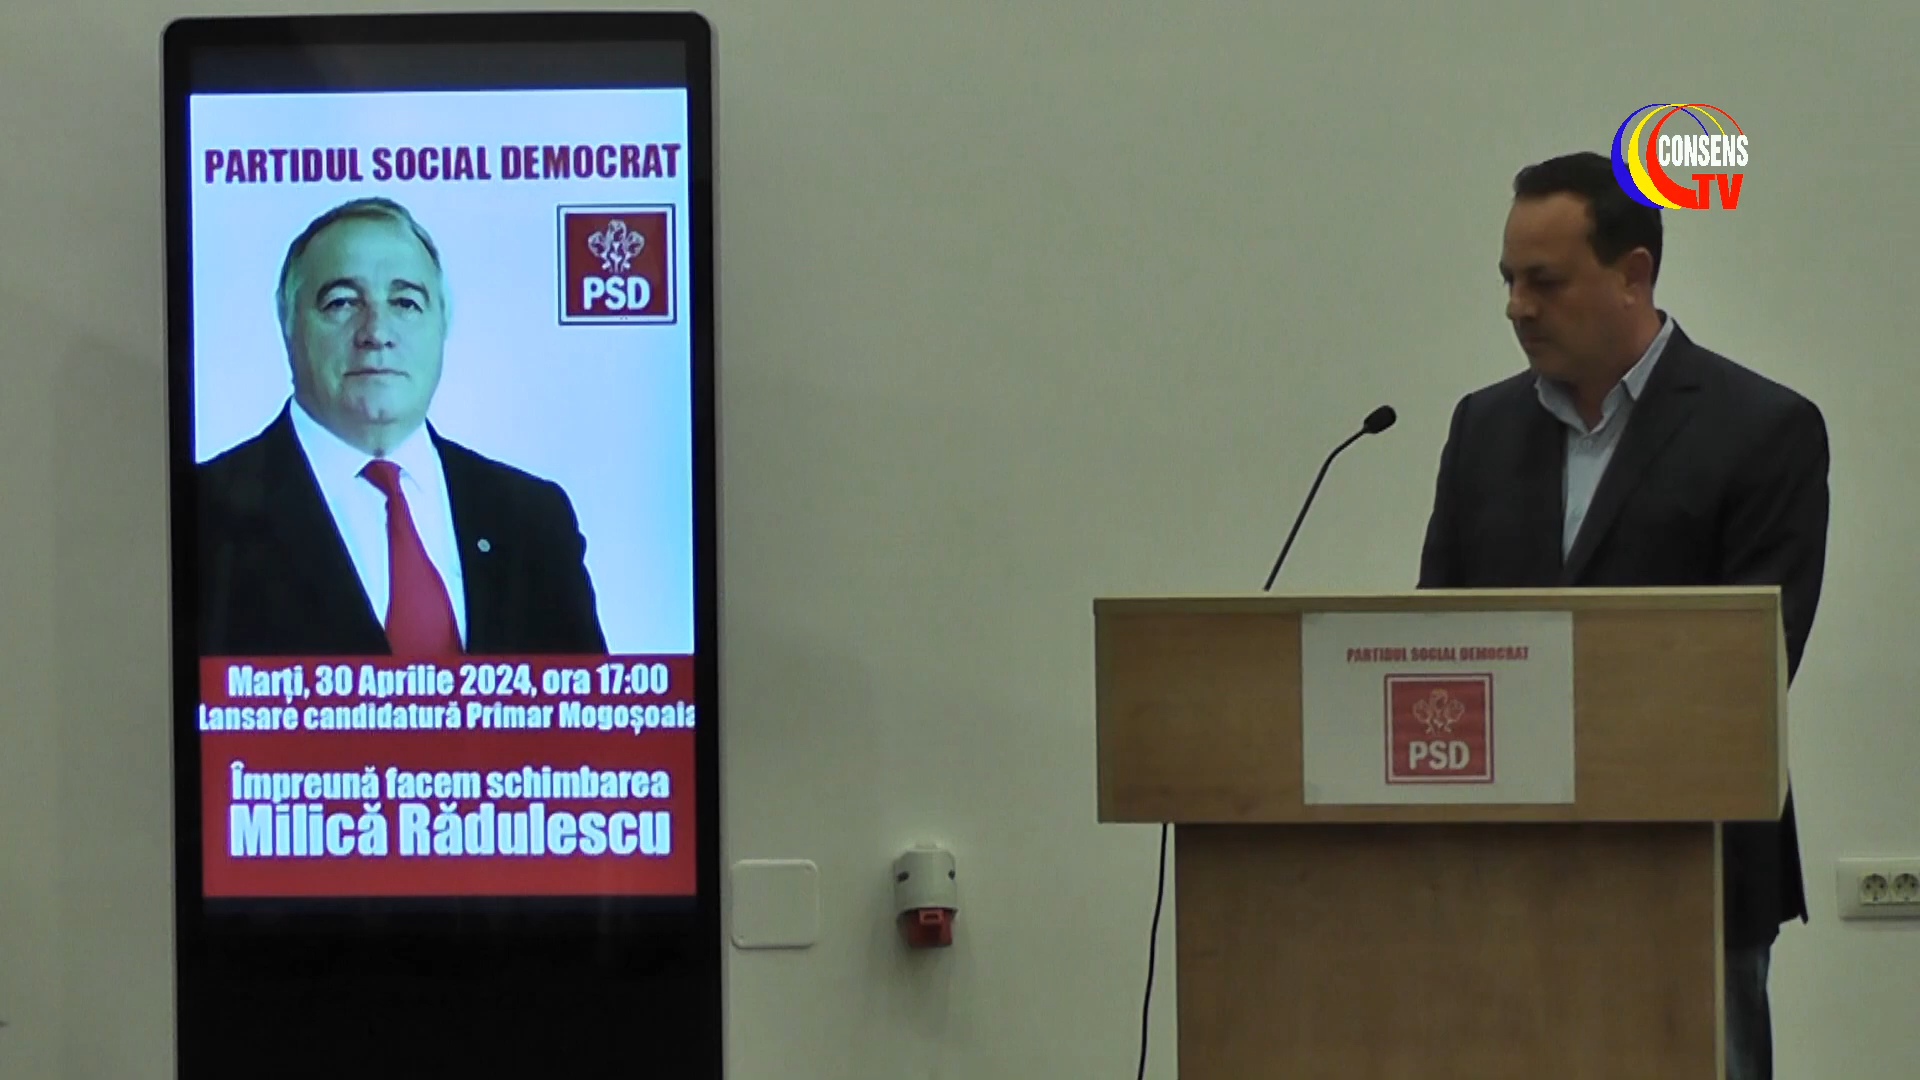 PARTIDUL SOCIAL DEMOCRAT
PSD
Marți, 30 Aprilie 2024, ora 17:00
Lansare candidatură Primar Mogoșoaia
Împreună facem schimbarea
Milică Rădulescu
CONSENS
TV
PARTIDUL SOCIAL DEMOCRAT
PSD